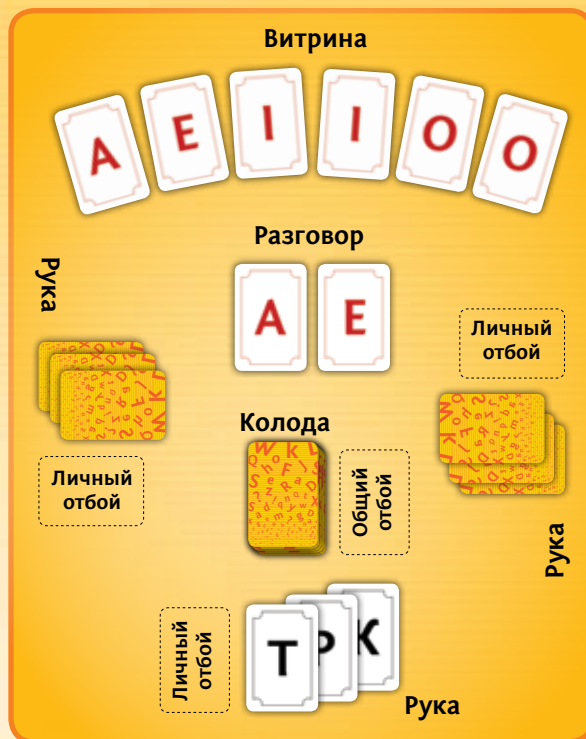 Витрина
A E I I O O
Разговор
A E
Рука
Личный
отбой
Личный
отбой
Колода
Общий
отбой
Рука
Личный
отбой
Т Р К
Рука